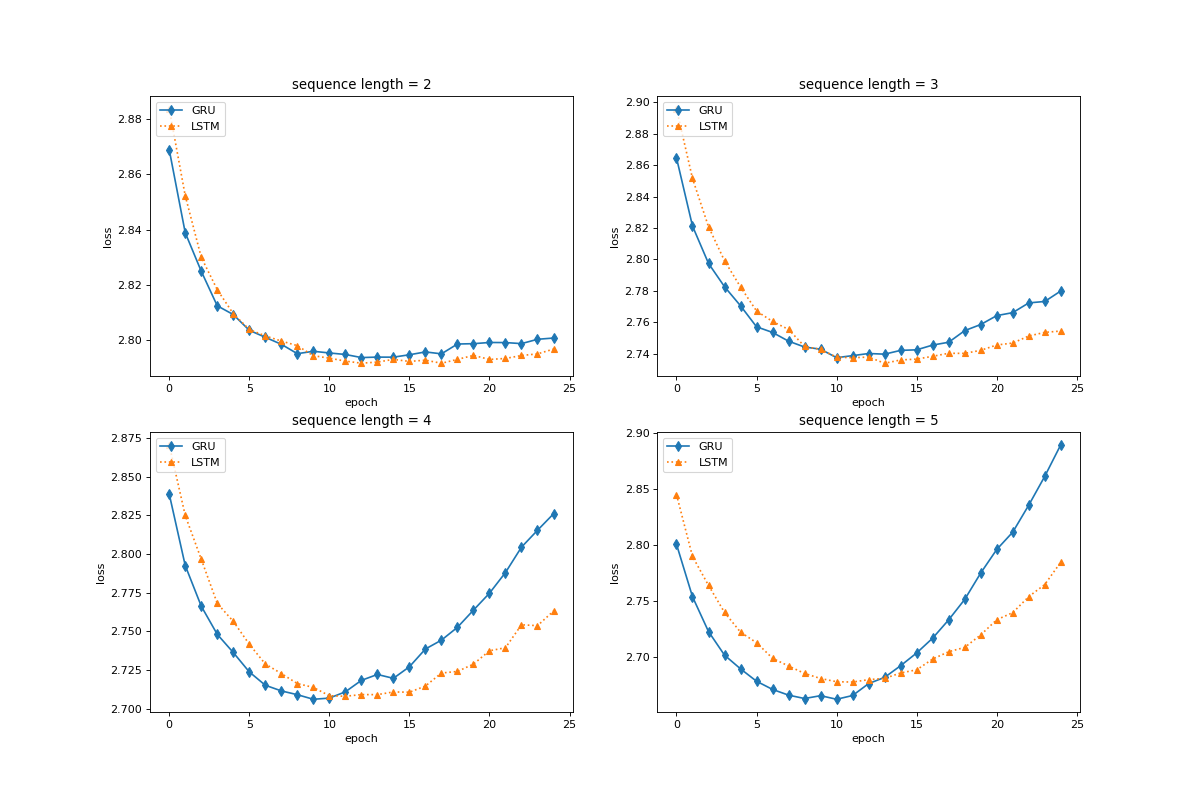 sequence length = 2
GRU
LSTM
2.88
2.86
2.84
2.82
2.80
loss
0 5 10 15 20 25
epoch
sequence length = 3
GRU
LSTM
2.90
2.88
2.86
2.84
2.82
2.80
2.78
2.76
2.74
loss
0 5 10 15 20 25
epoch
sequence length = 4
GRU
LSTM
2.875
2.850
2.825
2.800
2.775
2.750
2.725
2.700
loss
0 5 10 15 20 25
epoch
sequence length = 5
GRU
LSTM
2.90
2.85
2.80
2.75
2.70
loss
0 5 10 15 20 25
epoch